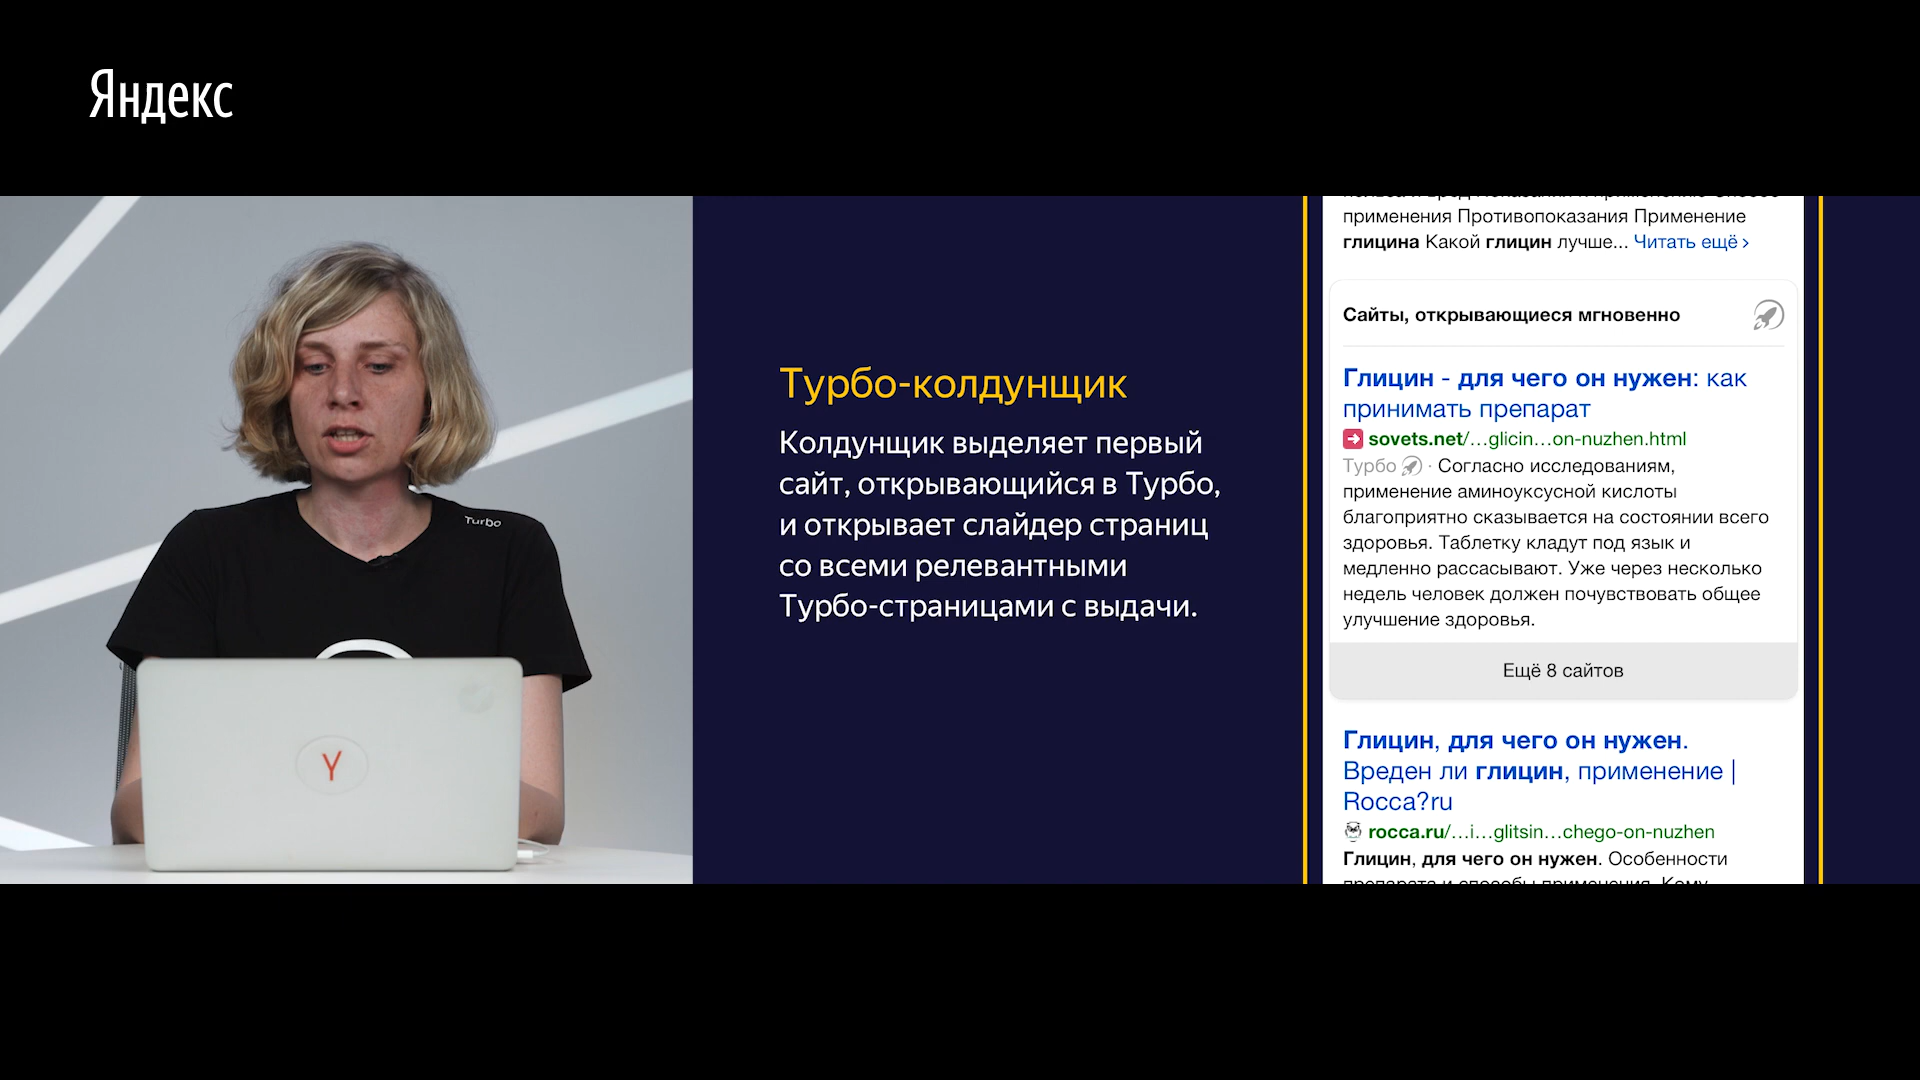 Яндекс
Turbo
Y
Турбо-колдунщик
Колдунщик выделяет первый
сайт, открывающийся в Турбо,
и открывает слайдер страниц
со всеми релевантными
Турбо-страницами с выдачи.
применения Противопоказания Применение
глицина Какой глицин лучше... Читать ещё ›
Сайты, открывающиеся мгновенно
Глицин - для чего он нужен: как
принимать препарат
sovets.net/…glicin…on-nuzhen.html
Турбо · Согласно исследованиям,
применение аминоуксусной кислоты
благоприятно сказывается на состоянии всего
здоровья. Таблетку кладут под язык и
медленно рассасывают. Уже через несколько
недель человек должен почувствовать общее
улучшение здоровья.
Ещё 8 сайтов
Глицин, для чего он нужен.
Вреден ли глицин, применение |
Rocca?ru
rocca.ru/…i…glitsin…chego-on-nuzhen
Глицин, для чего он нужен. Особенности
препарата и способы применения. Кому